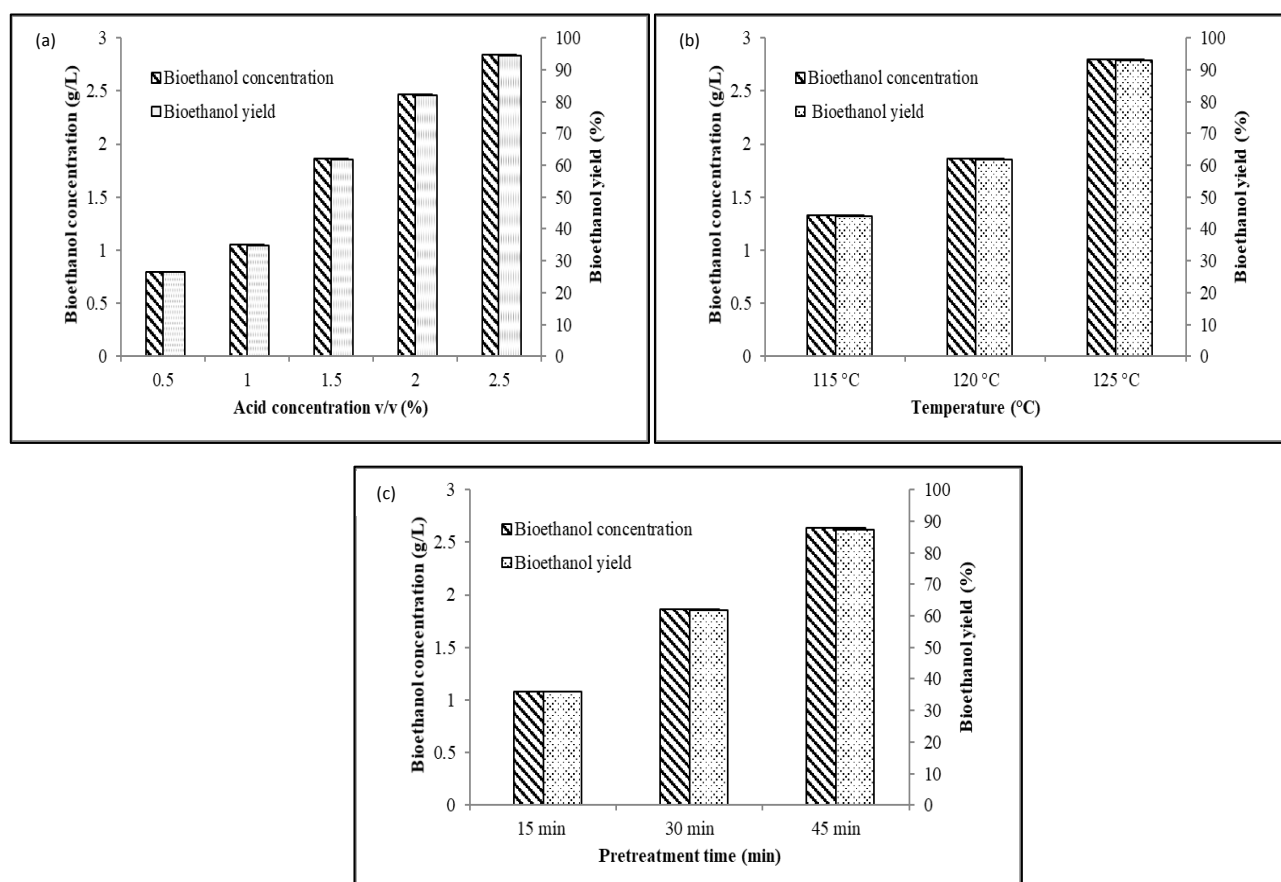 (a)
Bioethanol concentration (g/L)
3
2.5
2
1.5
1
0.5
0
Bioethanol concentration
Bioethanol yield
100
90
80
70
60
50
40
30
20
10
0
Bioethanol yield (%)
0.5 1 1.5 2 2.5
Acid concentration v/v (%)
(b)
Bioethanol concentration (g/L)
3
2.5
2
1.5
1
0.5
0
Bioethanol concentration
Bioethanol yield
100
90
80
70
60
50
40
30
20
10
0
Bioethanol yield (%)
115 °C 120 °C 125 °C
Temperature (°C)
(c)
Bioethanol concentration (g/L)
3
2.5
2
1.5
1
0.5
0
Bioethanol concentration
Bioethanol yield
100
90
80
70
60
50
40
30
20
10
0
Bioethanol yield (%)
15 min 30 min 45 min
Pretreatment time (min)